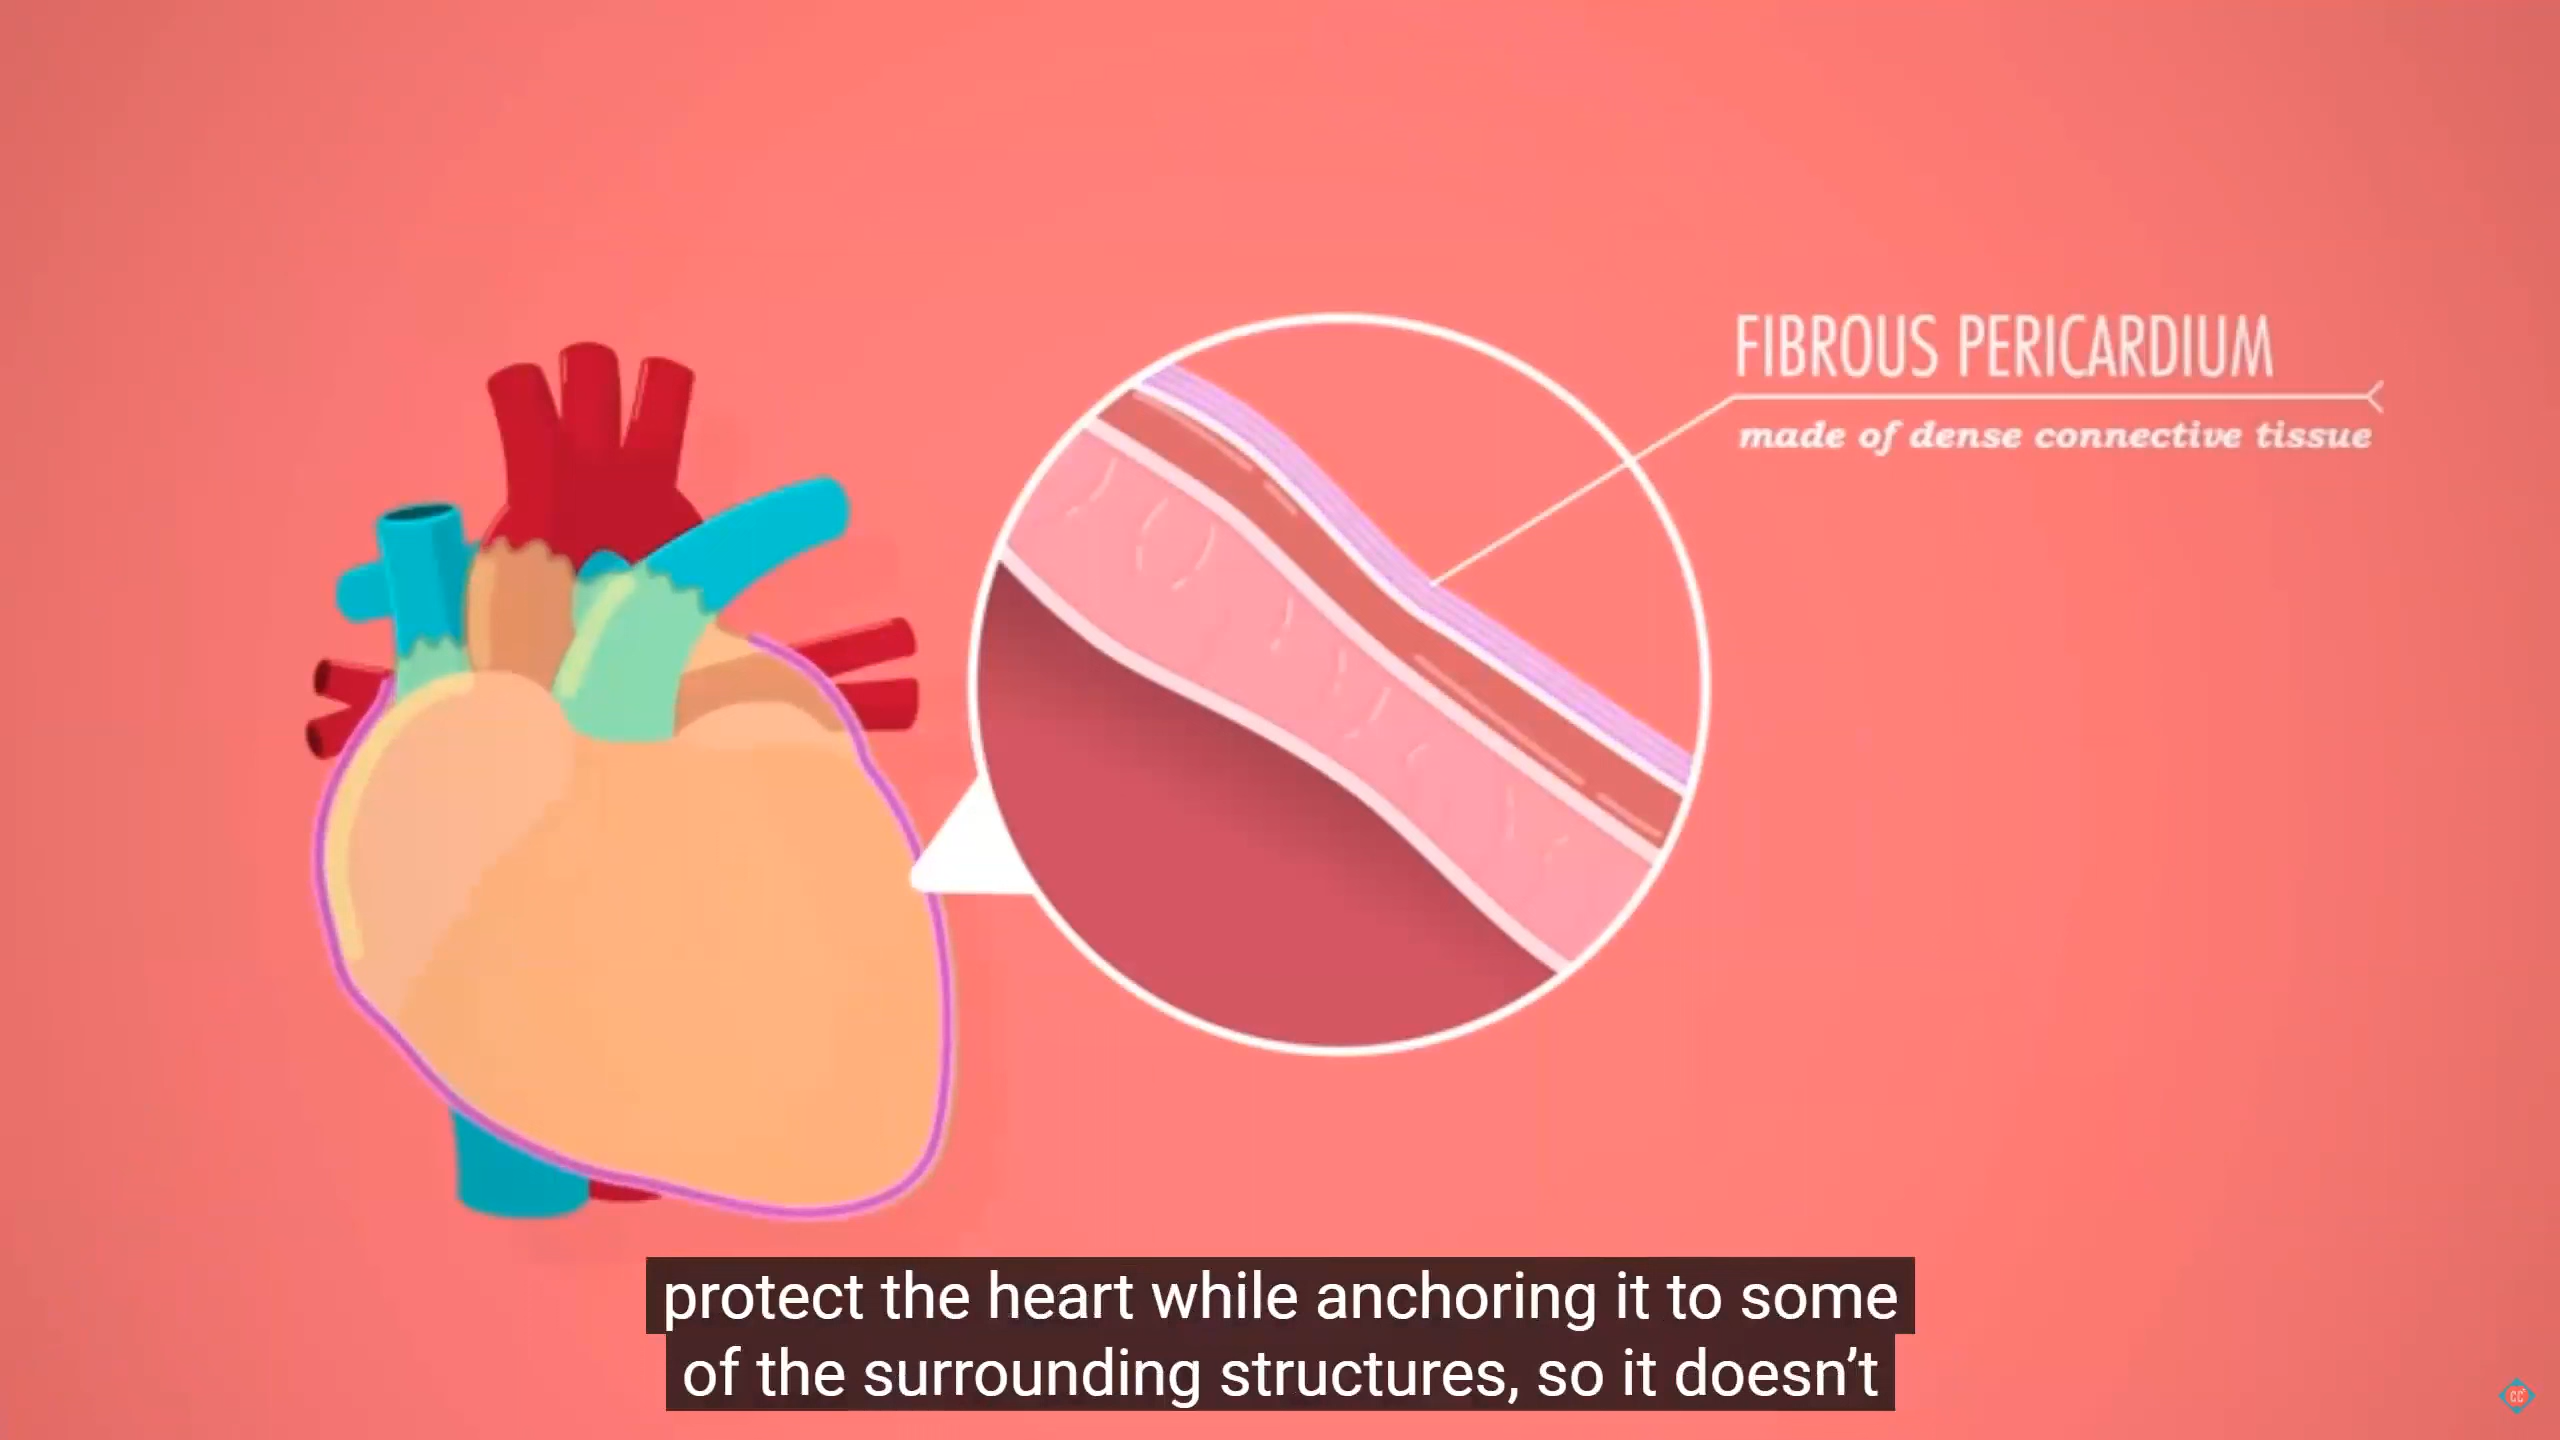 FIBROUS PERICARDIUM
made of dense connective tissue
protect the heart while anchoring it to some
of the surrounding structures, so it doesn’t
CC